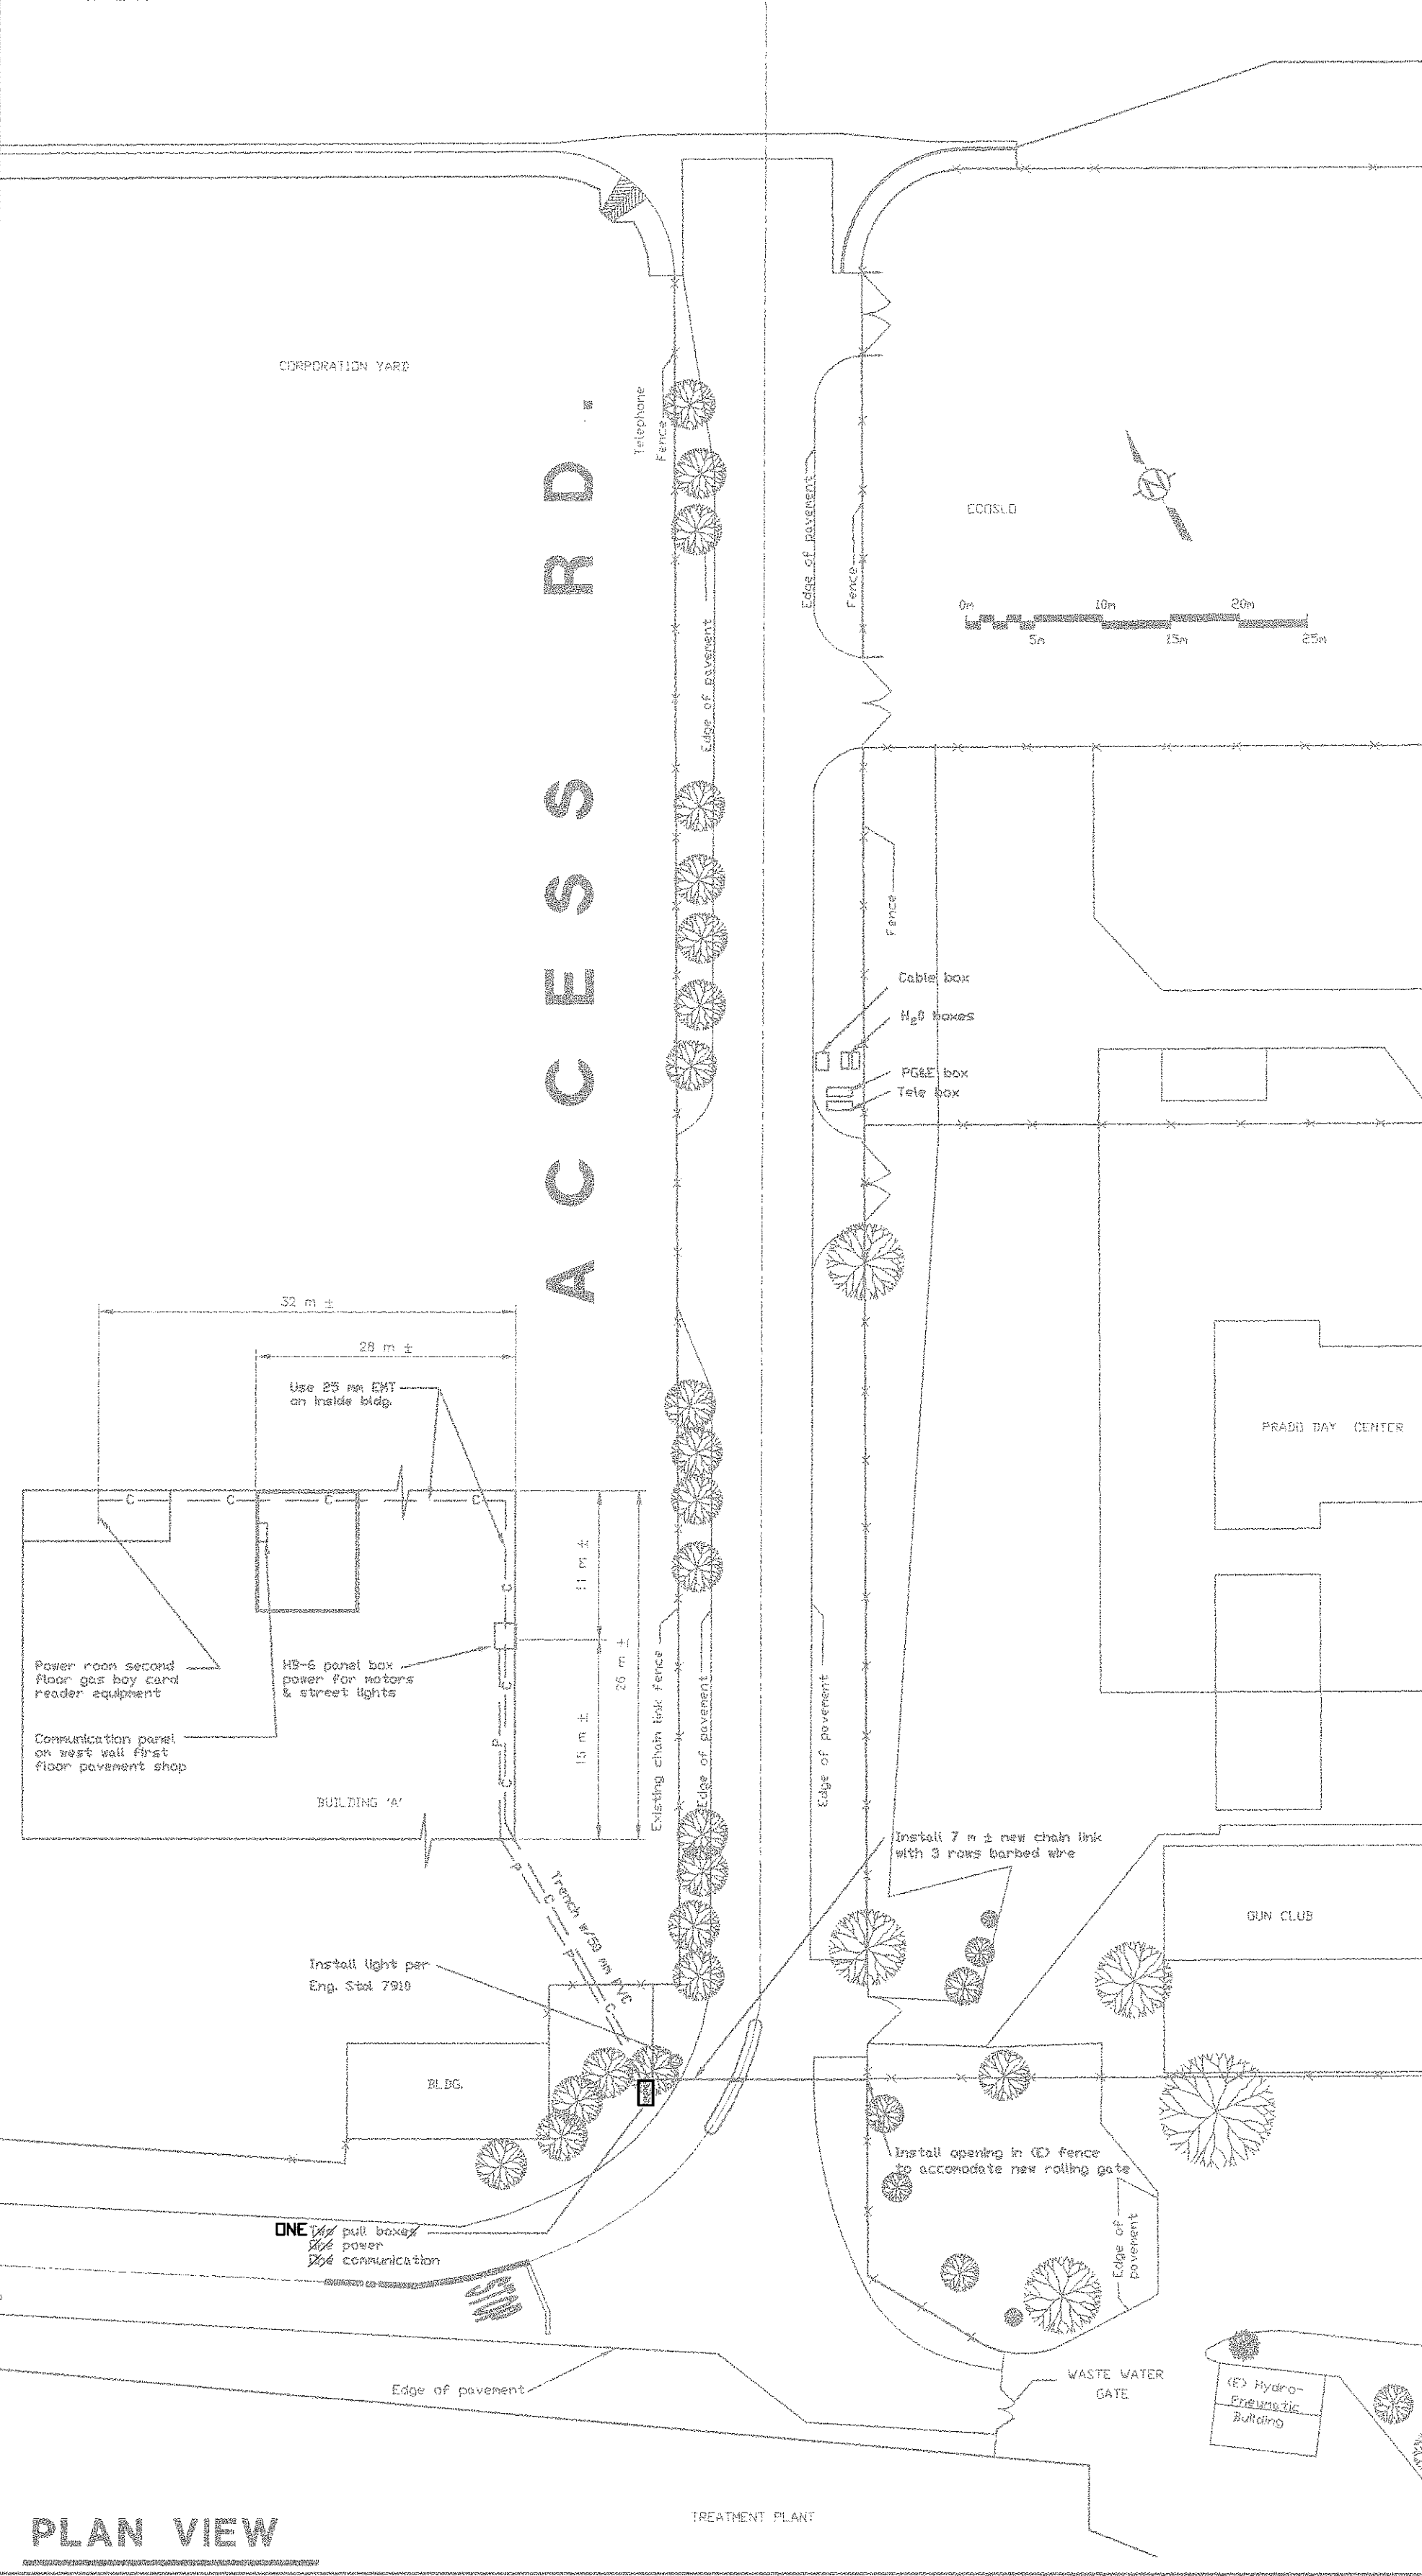 CORPORATION YARD
Telephone
Fence
Edge of pavement
Fence
ECOSLO
N
0m 10m 20m
5m 15m 25m
ACCESS RD.
Edge of pavement
Fence
Cable box
H2O boxes
PG&E box
Tele box
32 m ±
28 m ±
Use 25 mm EMT
on inside bldg.
PRADO DAY CENTER
C C C C
11 m ±
C
26 m ±
Power room second
floor gas boy card
reader equipment
HB-6 panel box
power for motors
& street lights
C
P
15 m ±
C
Existing chain link fence
Edge of pavement
Edge of pavement
Communication panel
on west wall first
floor pavement shop
BUILDING 'A'
Install 7 m ± new chain link
with 3 rows barbed wire
P
C
P
C
Trench w/50 mm PVC
GUN CLUB
Install light per
Eng. Std. 7910
BLDG.
Install opening in (E) fence
to accomodate new rolling gate
ONE Two pull boxes
One power
One communication
Edge of
pavement
STOP
Edge of pavement
WASTE WATER
GATE
(E) Hydro-
Pneumatic
Building
TREATMENT PLANT
PLAN VIEW